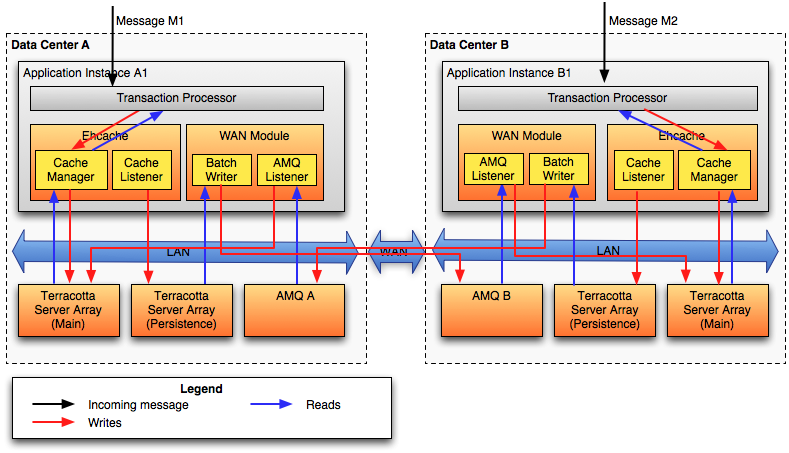 Message M1
Message M2
Data Center A
Data Center B
Application Instance A1
Application Instance B1
Transaction Processor
Transaction Processor
Ehcache
WAN Module
WAN Module
Ehcache
Cache
Manager
Cache
Listener
Batch
Writer
AMQ
Listener
AMQ
Listener
Batch
Writer
Cache
Listener
Cache
Manager
LAN
WAN
LAN
Terracotta
Server Array
(Main)
Terracotta
Server Array
(Persistence)
AMQ A
AMQ B
Terracotta
Server Array
(Persistence)
Terracotta
Server Array
(Main)
Legend
Incoming message
Reads
Writes